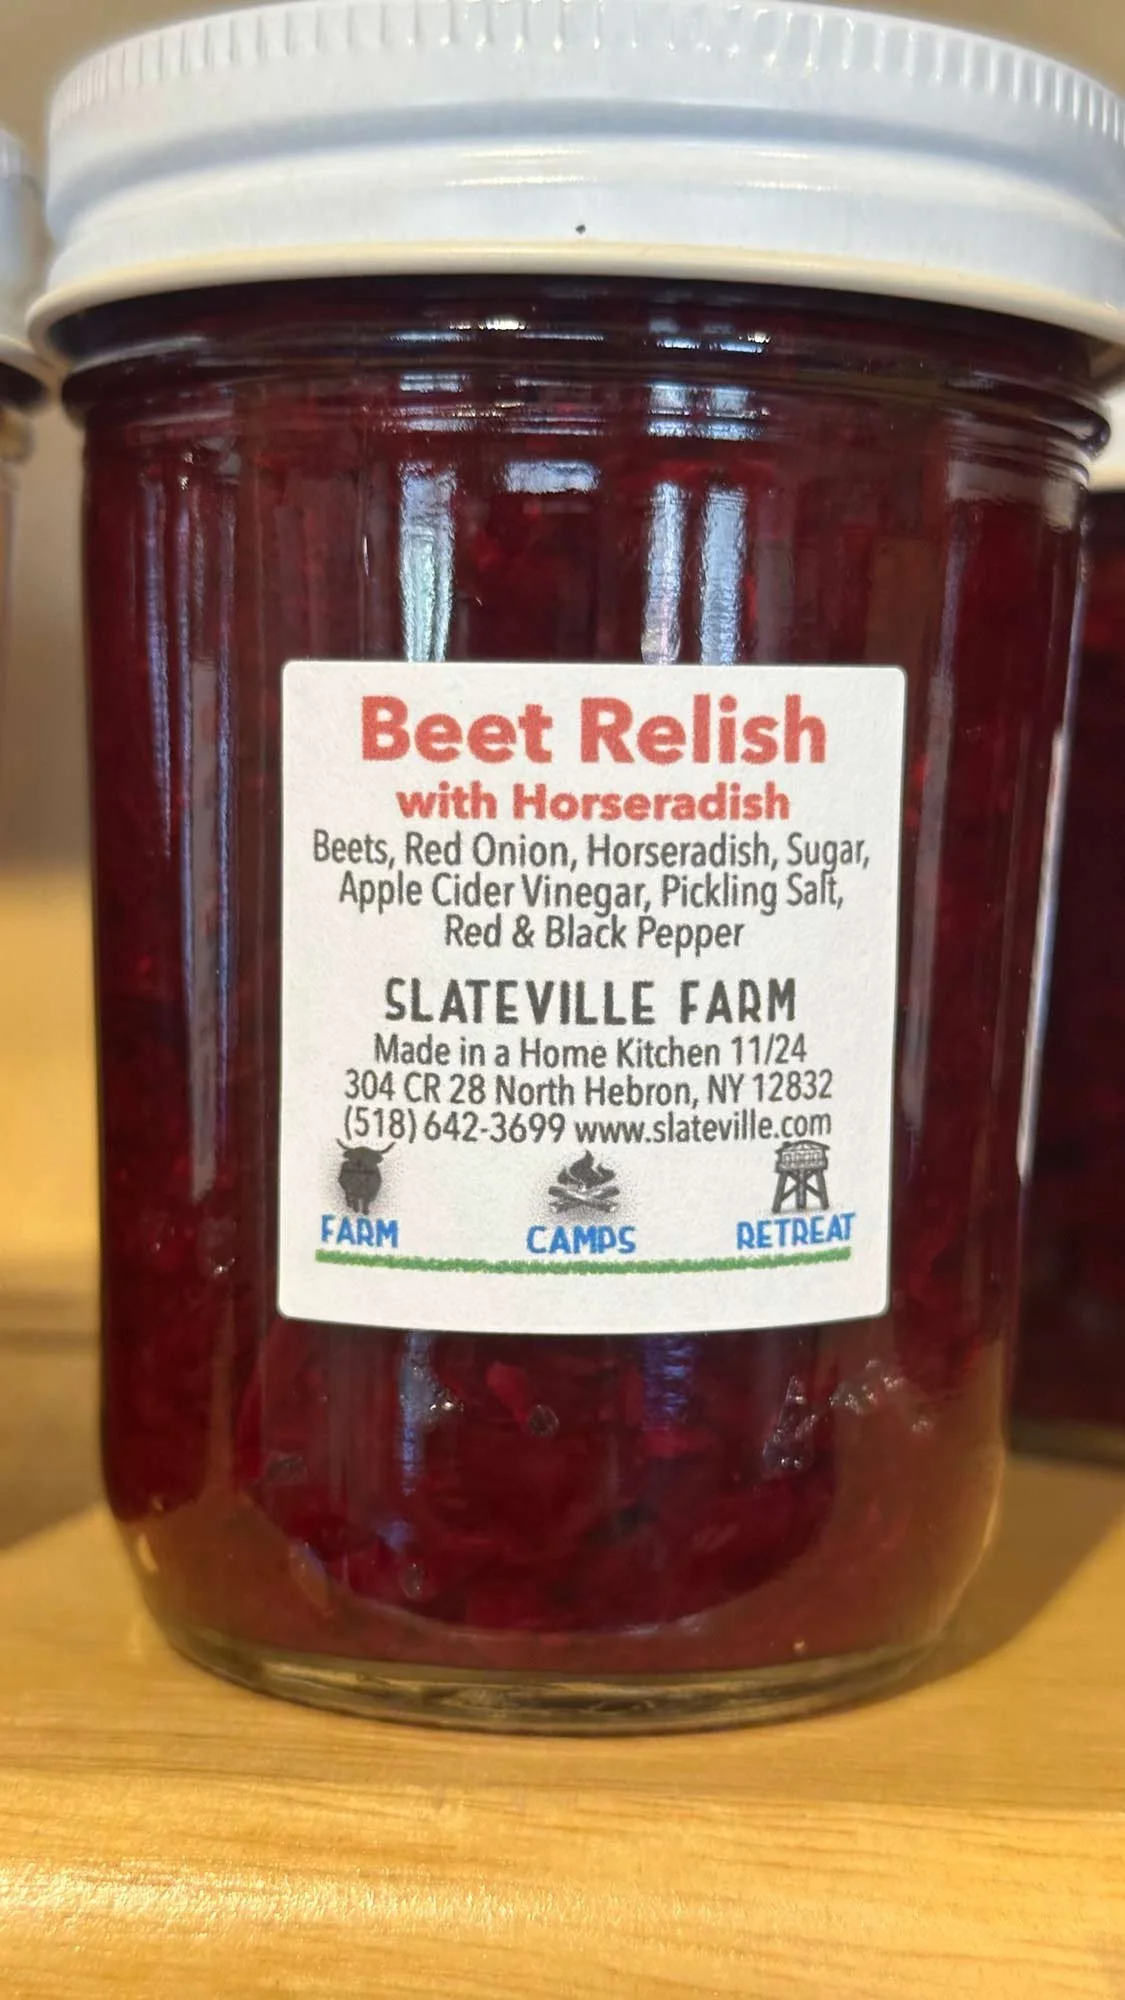 Beet Relish
with Horseradish
Beets, Red Onion, Horseradish, Sugar,
Apple Cider Vinegar, Pickling Salt,
Red & Black Pepper
SLATEVILLE FARM
Made in a Home Kitchen 11/24
304 CR 28 North Hebron, NY 12832
(518) 642-3699 www.slateville.com
FARM CAMPS RETREAT